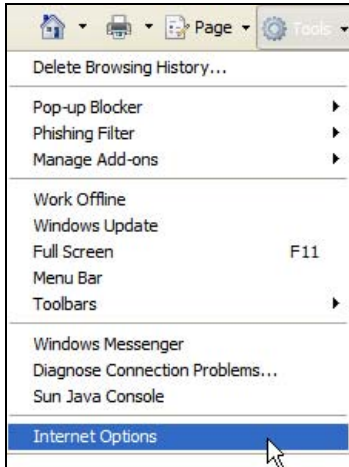 Page Tools
Delete Browsing History...
Pop-up Blocker
Phishing Filter
Manage Add-ons
Work Offline
Windows Update
Full Screen F11
Menu Bar
Toolbars
Windows Messenger
Diagnose Connection Problems...
Sun Java Console
Internet Options